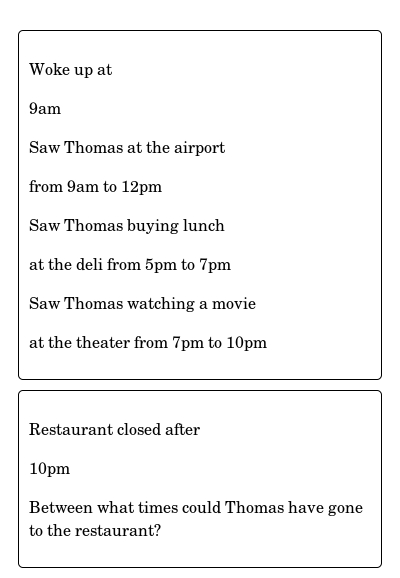 Woke up at
9am
Saw Thomas at the airport
from 9am to 12pm
Saw Thomas buying lunch
at the deli from 5pm to 7pm
Saw Thomas watching a movie
at the theater from 7pm to 10pm
Restaurant closed after
10pm
Between what times could Thomas have gone
to the restaurant?